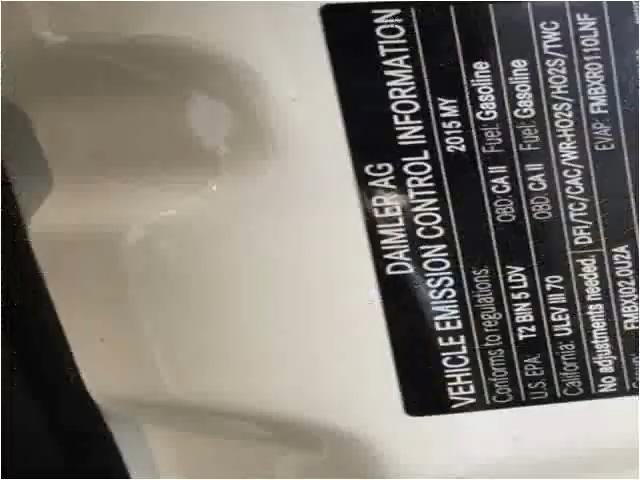 DAIMLER AG
VEHICLE EMISSION CONTROL INFORMATION
Conforms to regulations: 2015 MY
U.S. EPA: T2 BIN 5 LDV OBD: CA II Fuel: Gasoline
California: ULEV III 70 OBD: CA II Fuel: Gasoline
No adjustments needed. DFI/TC/CAC/WR-HO2S/HO2S/TWC
FMBXJ02.0U2A EVAP: FMBXR0110LNF